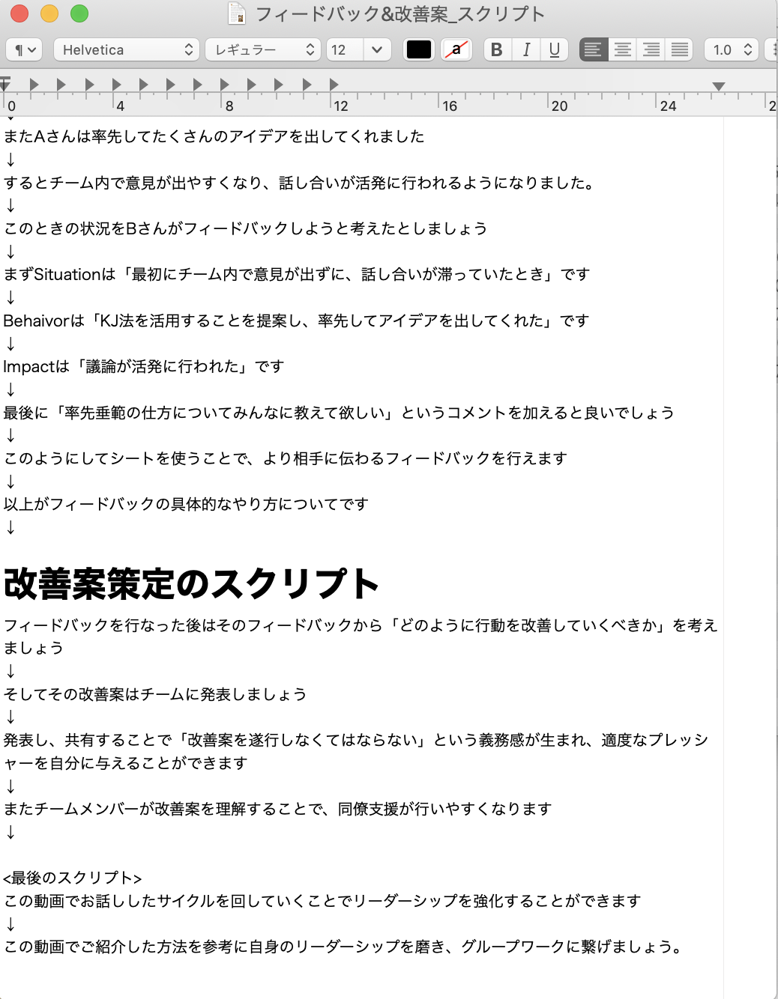 フィードバック&改善案_スクリプト
¶ Helvetica レギュラー 12 a B I U 1.0
0 4 8 12 16 20 24 2
またAさんは率先してたくさんのアイデアを出してくれました
↓
するとチーム内で意見が出やすくなり、話し合いが活発に行われるようになりました。
↓
このときの状況をBさんがフィードバックしようと考えたとしましょう
↓
まずSituationは「最初にチーム内で意見が出ずに、話し合いが滞っていたとき」です
↓
Behaivorは「KJ法を活用することを提案し、率先してアイデアを出してくれた」です
↓
Impactは「議論が活発に行われた」です
↓
最後に「率先垂範の仕方についてみんなに教えて欲しい」というコメントを加えると良いでしょう
↓
このようにしてシートを使うことで、より相手に伝わるフィードバックを行えます
↓
以上がフィードバックの具体的なやり方についてです
↓
改善案策定のスクリプト
フィードバックを行なった後はそのフィードバックから「どのように行動を改善していくべきか」を考え
ましょう
↓
そしてその改善案はチームに発表しましょう
↓
発表し、共有することで「改善案を遂行しなくてはならない」という義務感が生まれ、適度なプレッシ
ャーを自分に与えることができます
↓
またチームメンバーが改善案を理解することで、同僚支援が行いやすくなります
↓
<最後のスクリプト>
この動画でお話ししたサイクルを回していくことでリーダーシップを強化することができます
↓
この動画でご紹介した方法を参考に自身のリーダーシップを磨き、グループワークに繋げましょう。